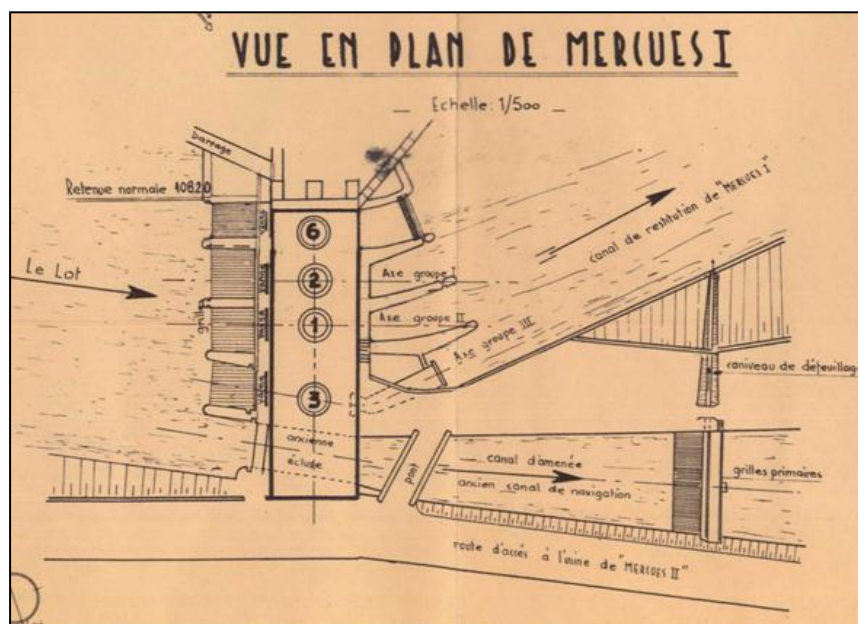 VUE EN PLAN DE MERCUES I
Echelle: 1/500
Barrage
Retenue normale 108.20
Le Lot
grille
6
2
1
3
Axe groupe I
Axe groupe II
Axe groupe III
canal de restitution de "MERCUES I"
caniveau de défeuillage
ancienne
écluse
pont
canal d'amenée
ancien canal de navigation
grilles primaires
route d'accés à l'usine de "MERCUES II"